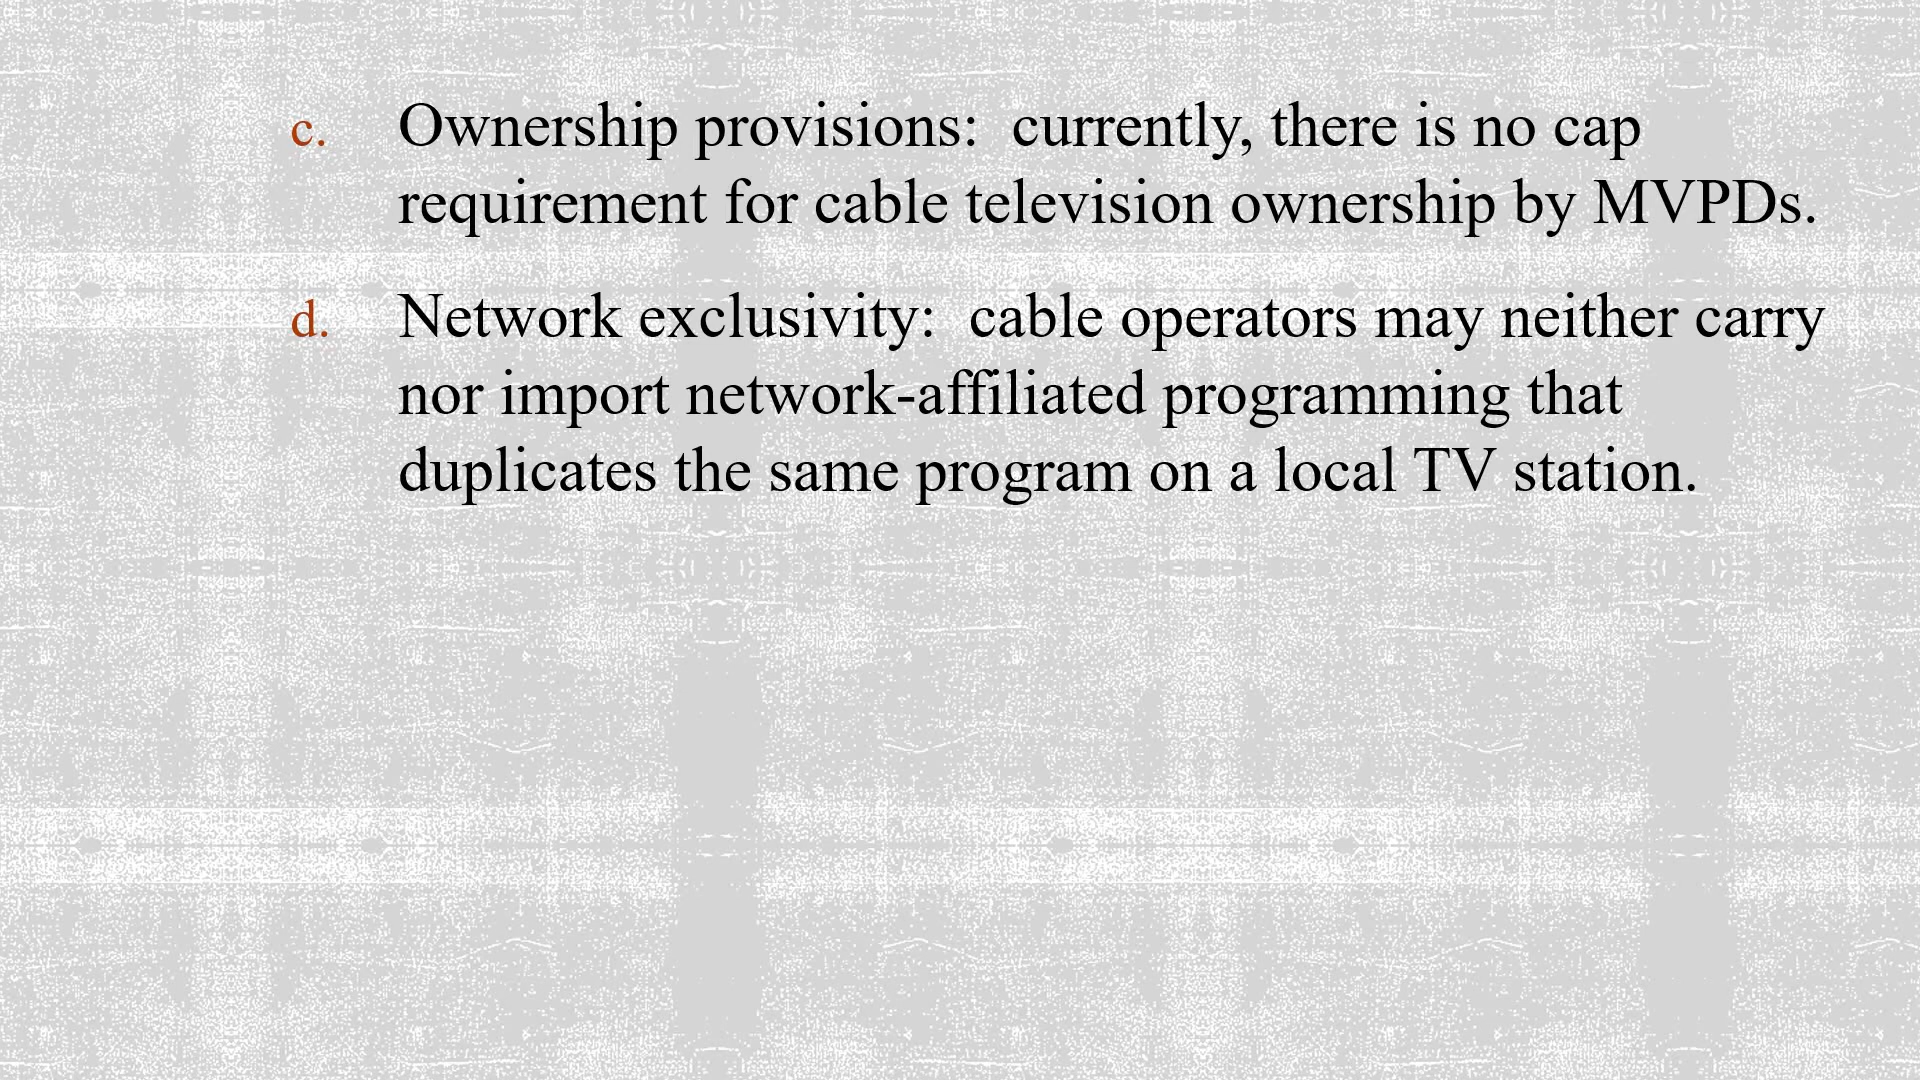 c. Ownership provisions:  currently, there is no cap
requirement for cable television ownership by MVPDs.
d. Network exclusivity:  cable operators may neither carry
nor import network-affiliated programming that
duplicates the same program on a local TV station.